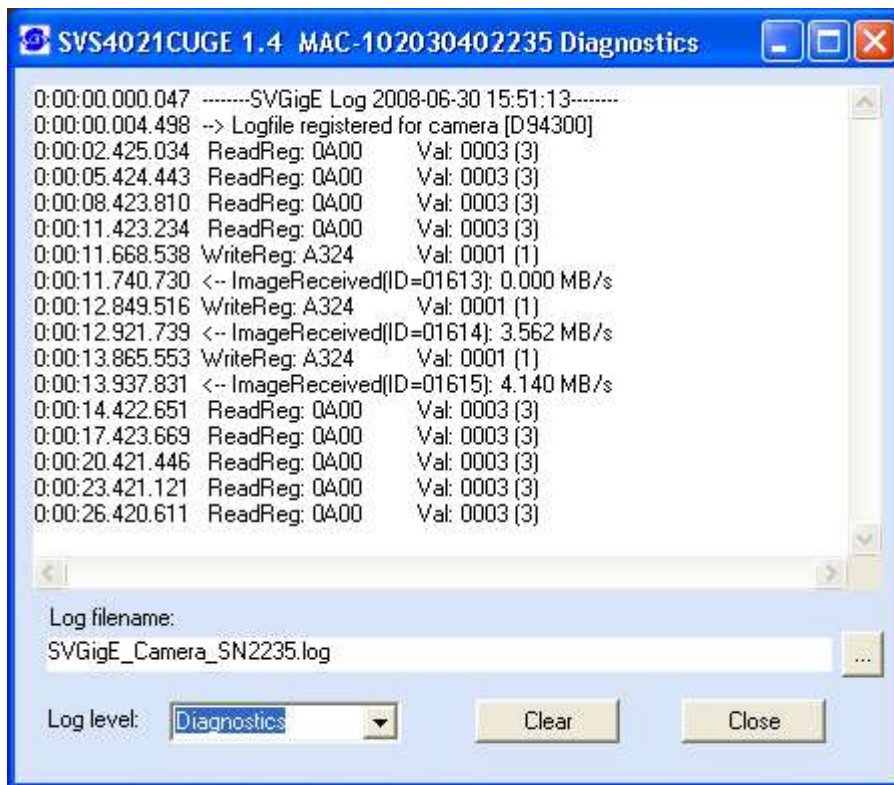 SVS4021CUGE 1.4 MAC-102030402235 Diagnostics
0:00:00.000.047 --------SVGigE Log 2008-06-30 15:51:13--------
0:00:00.004.498 --> Logfile registered for camera [D94300]
0:00:02.425.034 ReadReg: 0A00 Val: 0003 (3)
0:00:05.424.443 ReadReg: 0A00 Val: 0003 (3)
0:00:08.423.810 ReadReg: 0A00 Val: 0003 (3)
0:00:11.423.234 ReadReg: 0A00 Val: 0003 (3)
0:00:11.668.538 WriteReg: A324 Val: 0001 (1)
0:00:11.740.730 <-- ImageReceived(ID=01613): 0.000 MB/s
0:00:12.849.516 WriteReg: A324 Val: 0001 (1)
0:00:12.921.739 <-- ImageReceived(ID=01614): 3.562 MB/s
0:00:13.865.553 WriteReg: A324 Val: 0001 (1)
0:00:13.937.831 <-- ImageReceived(ID=01615): 4.140 MB/s
0:00:14.422.651 ReadReg: 0A00 Val: 0003 (3)
0:00:17.423.669 ReadReg: 0A00 Val: 0003 (3)
0:00:20.421.446 ReadReg: 0A00 Val: 0003 (3)
0:00:23.421.121 ReadReg: 0A00 Val: 0003 (3)
0:00:26.420.611 ReadReg: 0A00 Val: 0003 (3)
Log filename:
SVGigE_Camera_SN2235.log
...
Log level: Diagnostics Clear Close